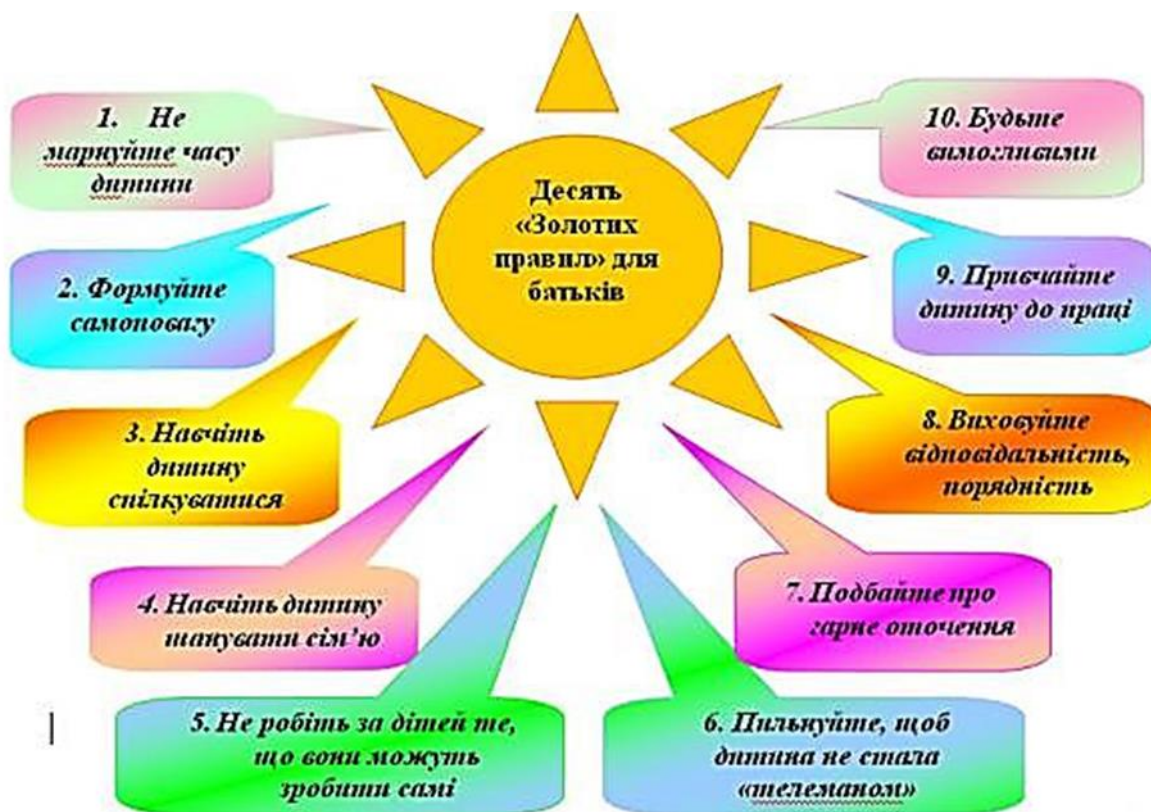 Десять
«Золотих
правил» для
батьків
1. Не
марнуйте часу
дитини
2. Формуйте
самоповагу
3. Навчіть
дитину
спілкуватися
4. Навчіть дитину
шанувати сім’ю
5. Не робіть за дітей те,
що вони можуть
зробити самі
6. Пильнуйте, щоб
дитина не стала
«телеманом»
7. Подбайте про
гарне оточення
8. Виховуйте
відповідальність,
порядність
9. Привчайте
дитину до праці
10. Будьте
вимогливими